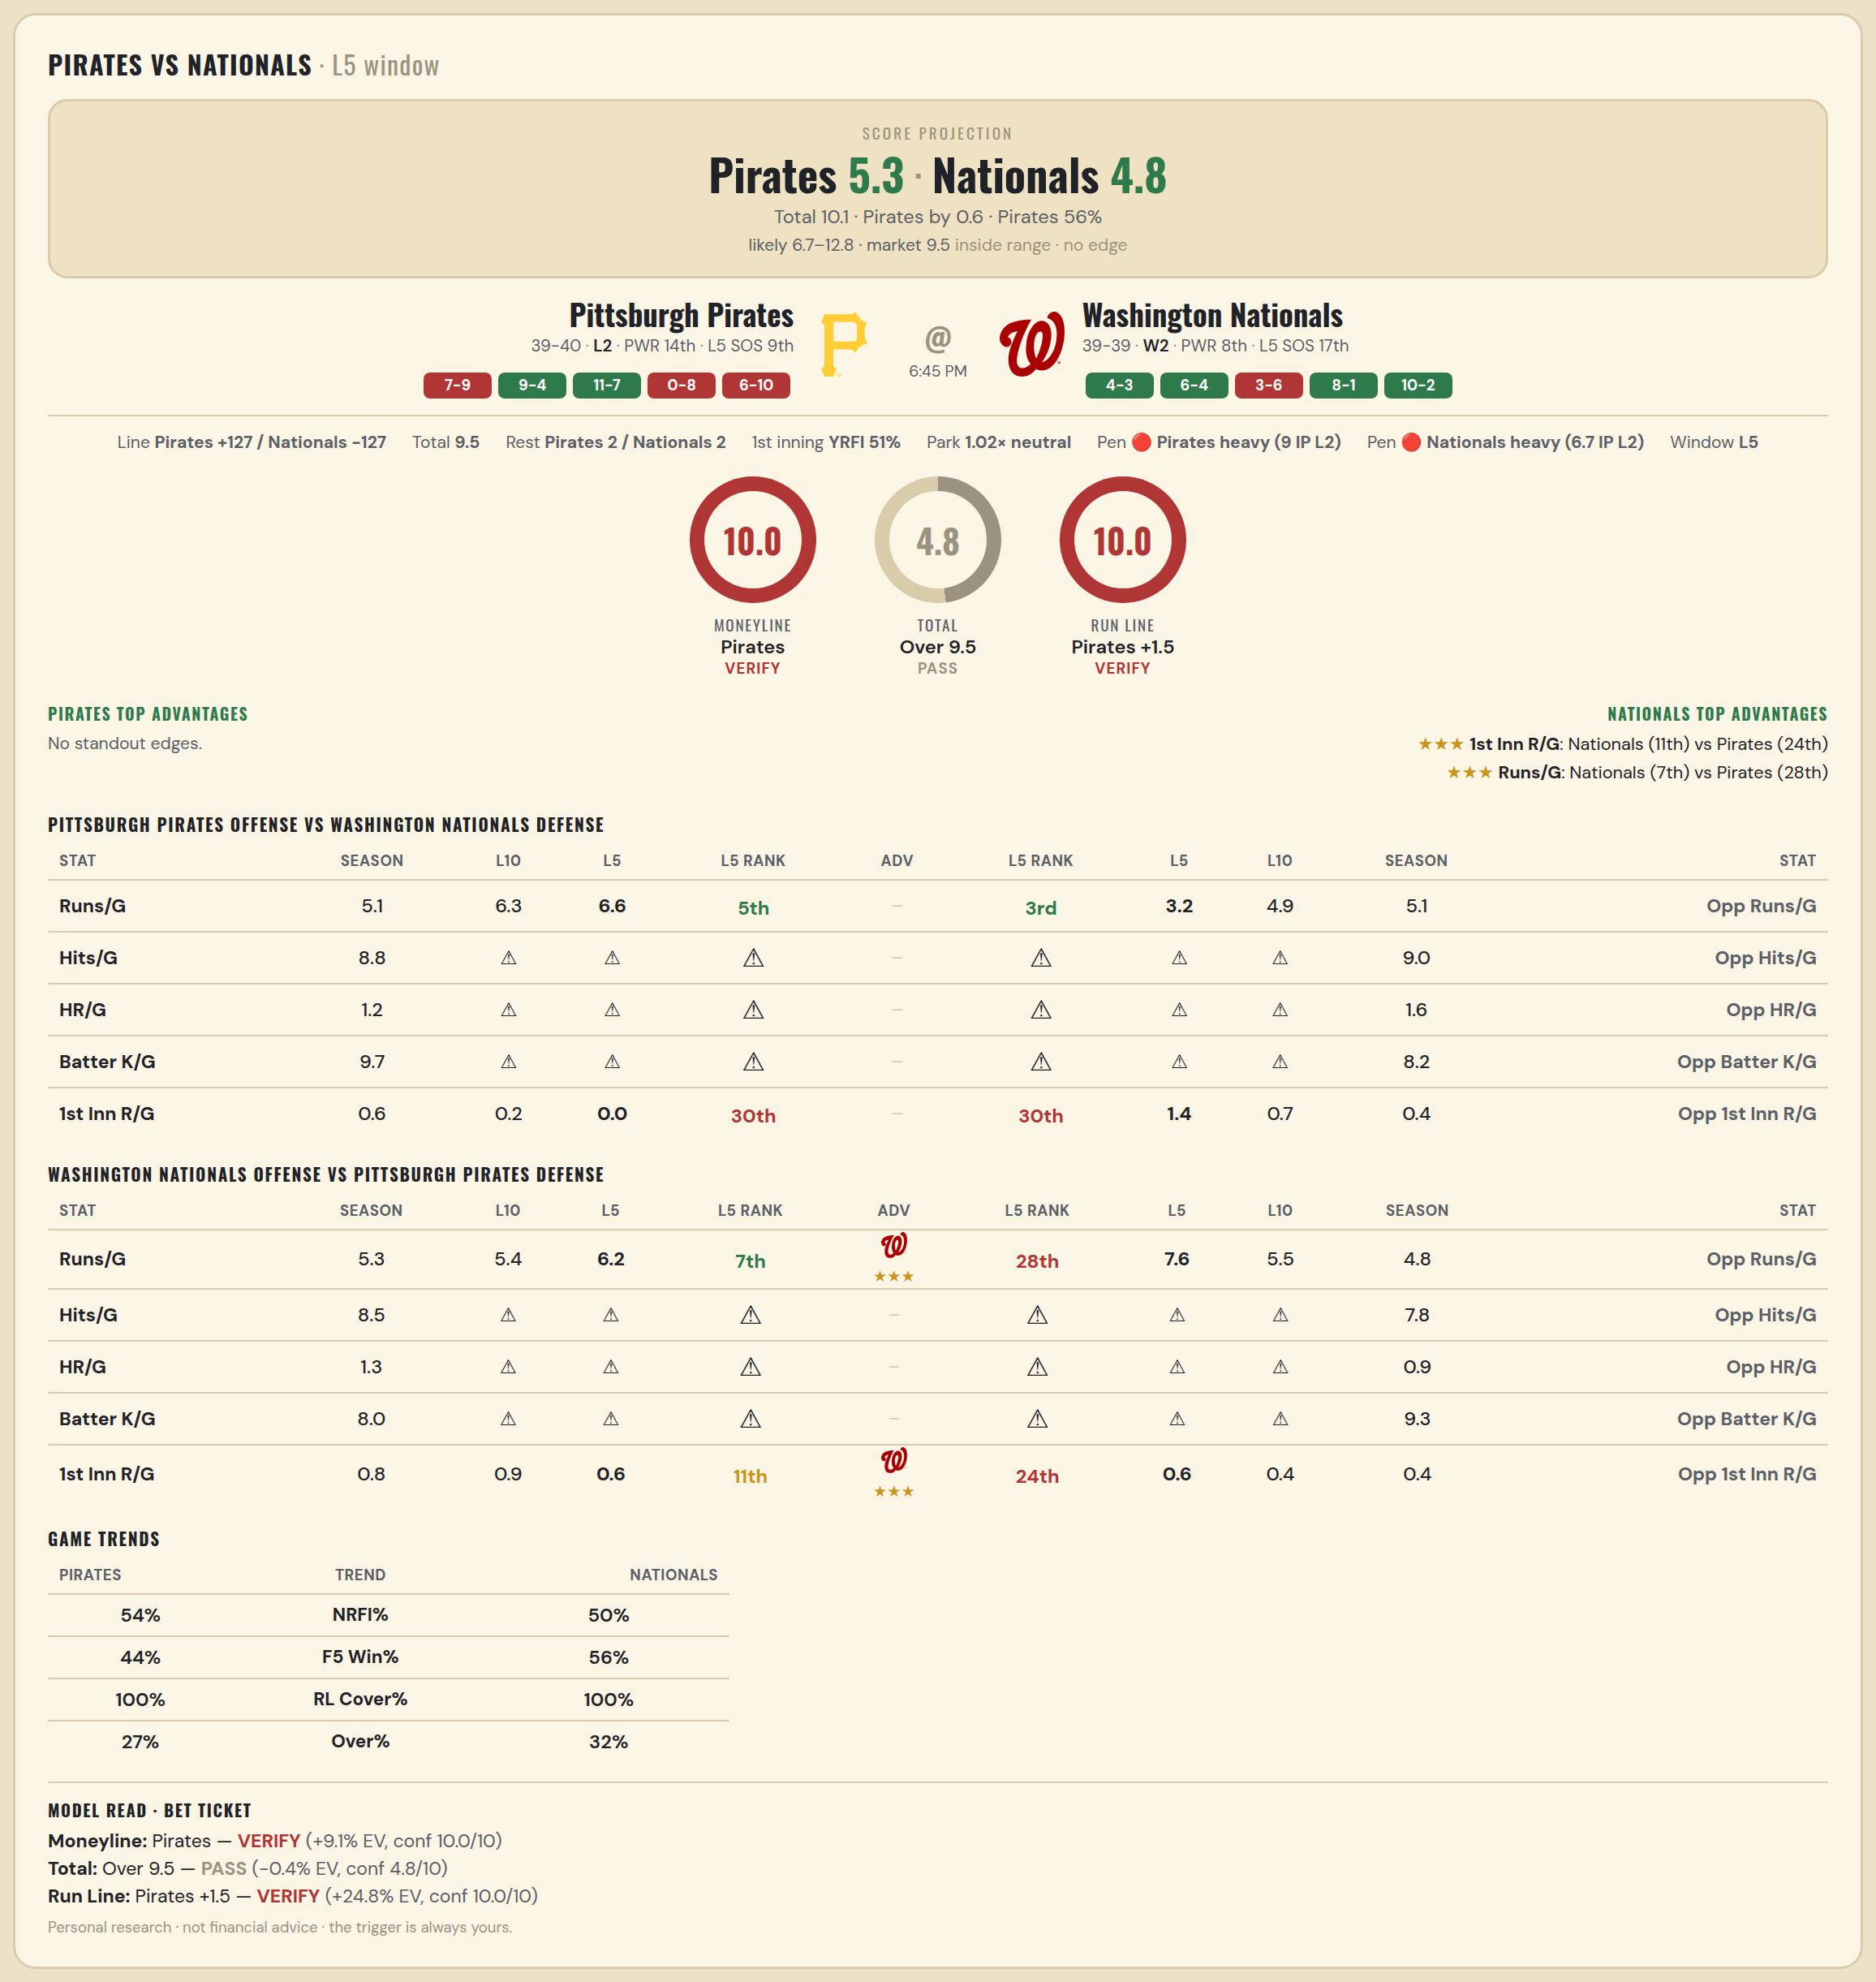 PIRATES VS NATIONALS · L5 window
SCORE PROJECTION
Pirates 5.3 · Nationals 4.8
Total 10.1 · Pirates by 0.6 · Pirates 56%
likely 6.7–12.8 · market 9.5 inside range · no edge
Pittsburgh Pirates
39-40 · L2 · PWR 14th · L5 SOS 9th
7-9 9-4 11-7 0-8 6-10
P
@
6:45 PM
W
Washington Nationals
39-39 · W2 · PWR 8th · L5 SOS 17th
4-3 6-4 3-6 8-1 10-2
Line Pirates +127 / Nationals -127 Total 9.5 Rest Pirates 2 / Nationals 2 1st inning YRFI 51% Park 1.02× neutral Pen 🔴 Pirates heavy (9 IP L2) Pen 🔴 Nationals heavy (6.7 IP L2) Window L5
10.0 4.8 10.0
MONEYLINE TOTAL RUN LINE
Pirates Over 9.5 Pirates +1.5
VERIFY PASS VERIFY
PIRATES TOP ADVANTAGES
No standout edges.
NATIONALS TOP ADVANTAGES
★★★ 1st Inn R/G: Nationals (11th) vs Pirates (24th)
★★★ Runs/G: Nationals (7th) vs Pirates (28th)
PITTSBURGH PIRATES OFFENSE VS WASHINGTON NATIONALS DEFENSE
STAT SEASON L10 L5 L5 RANK ADV L5 RANK L5 L10 SEASON STAT
Runs/G 5.1 6.3 6.6 5th – 3rd 3.2 4.9 5.1 Opp Runs/G
Hits/G 8.8 ⚠ ⚠ ⚠ – ⚠ ⚠ ⚠ 9.0 Opp Hits/G
HR/G 1.2 ⚠ ⚠ ⚠ – ⚠ ⚠ ⚠ 1.6 Opp HR/G
Batter K/G 9.7 ⚠ ⚠ ⚠ – ⚠ ⚠ ⚠ 8.2 Opp Batter K/G
1st Inn R/G 0.6 0.2 0.0 30th – 30th 1.4 0.7 0.4 Opp 1st Inn R/G
WASHINGTON NATIONALS OFFENSE VS PITTSBURGH PIRATES DEFENSE
STAT SEASON L10 L5 L5 RANK ADV L5 RANK L5 L10 SEASON STAT
Runs/G 5.3 5.4 6.2 7th W ★★★ 28th 7.6 5.5 4.8 Opp Runs/G
Hits/G 8.5 ⚠ ⚠ ⚠ – ⚠ ⚠ ⚠ 7.8 Opp Hits/G
HR/G 1.3 ⚠ ⚠ ⚠ – ⚠ ⚠ ⚠ 0.9 Opp HR/G
Batter K/G 8.0 ⚠ ⚠ ⚠ – ⚠ ⚠ ⚠ 9.3 Opp Batter K/G
1st Inn R/G 0.8 0.9 0.6 11th W ★★★ 24th 0.6 0.4 0.4 Opp 1st Inn R/G
GAME TRENDS
PIRATES TREND NATIONALS
54% NRFI% 50%
44% F5 Win% 56%
100% RL Cover% 100%
27% Over% 32%
MODEL READ · BET TICKET
Moneyline: Pirates — VERIFY (+9.1% EV, conf 10.0/10)
Total: Over 9.5 — PASS (-0.4% EV, conf 4.8/10)
Run Line: Pirates +1.5 — VERIFY (+24.8% EV, conf 10.0/10)
Personal research · not financial advice · the trigger is always yours.